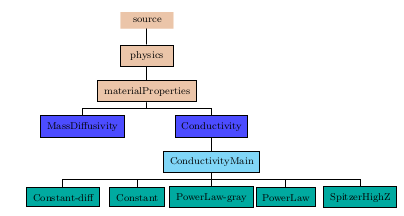 source
physics
materialProperties
MassDiffusivity Conductivity
ConductivityMain
Constant-diff Constant PowerLaw-gray PowerLaw SpitzerHighZ